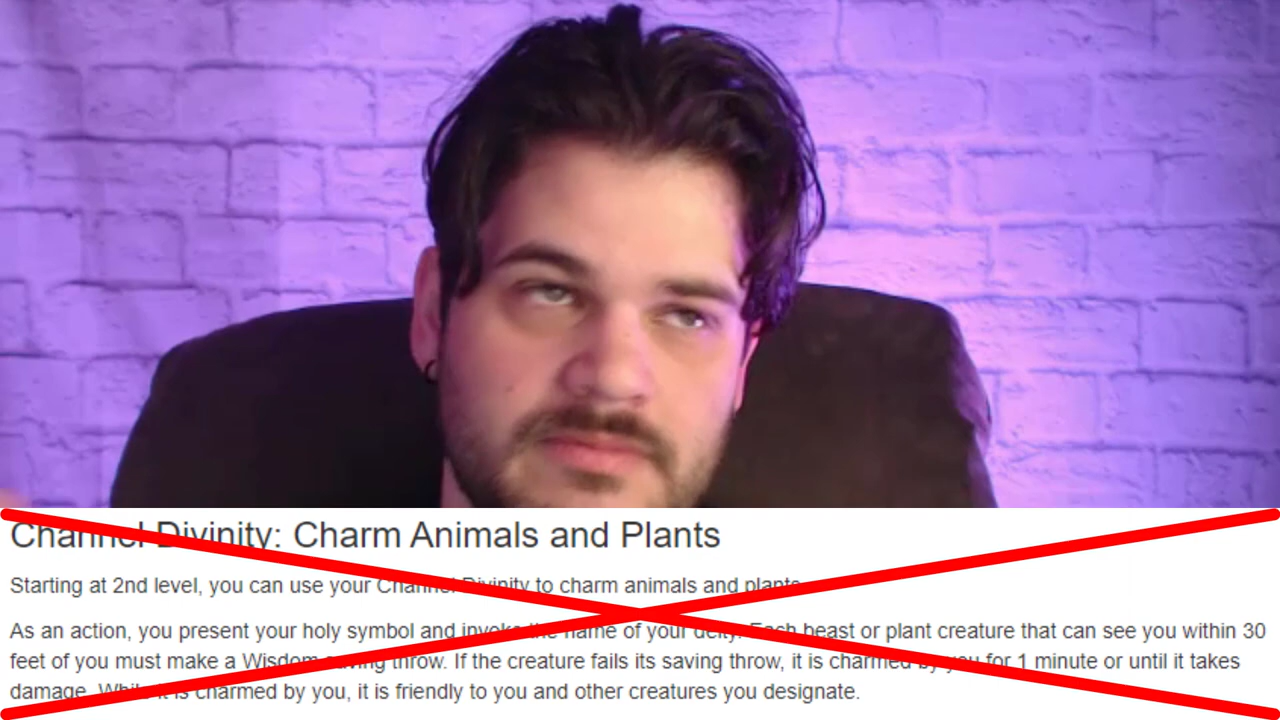 Channel Divinity: Charm Animals and Plants
Starting at 2nd level, you can use your Channel Divinity to charm animals and plants.
As an action, you present your holy symbol and invoke the name of your deity. Each beast or plant creature that can see you within 30
feet of you must make a Wisdom saving throw. If the creature fails its saving throw, it is charmed by you for 1 minute or until it takes
damage. While it is charmed by you, it is friendly to you and other creatures you designate.